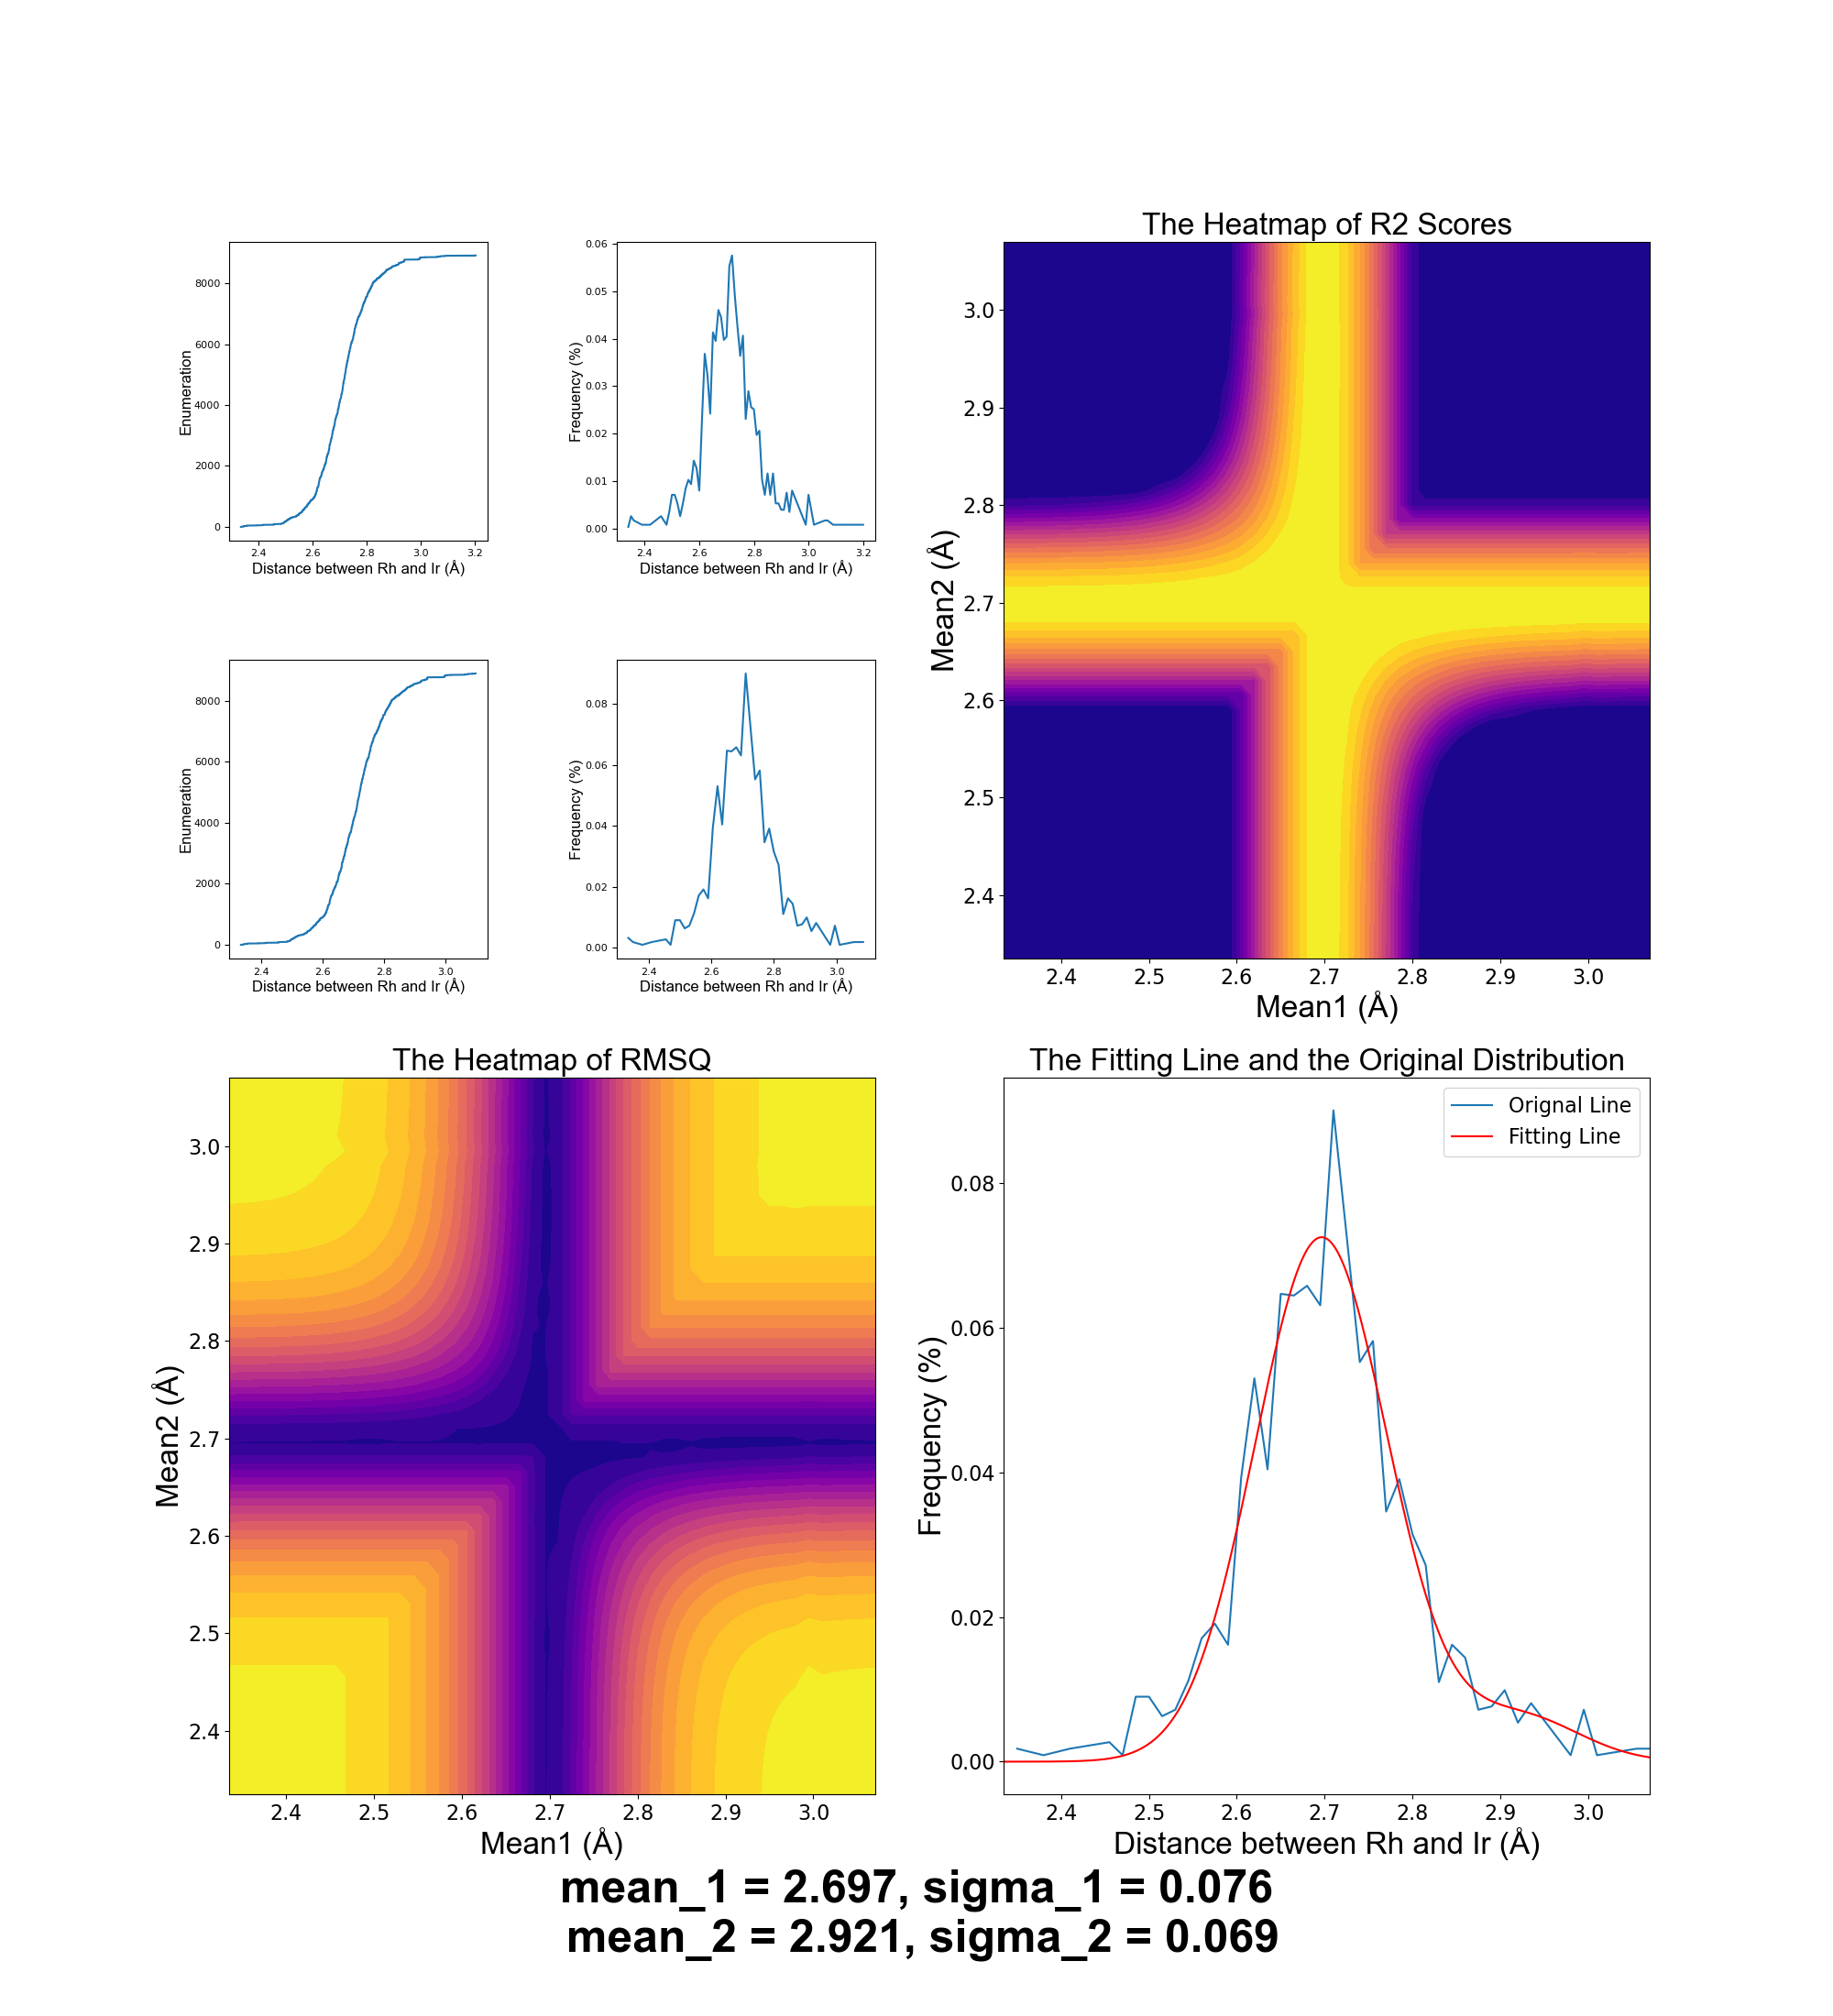 Enumeration
8000
6000
4000
2000
0
2.4 2.6 2.8 3.0 3.2
Distance between Rh and Ir (Å)
Frequency (%)
0.06
0.05
0.04
0.03
0.02
0.01
0.00
2.4 2.6 2.8 3.0 3.2
Distance between Rh and Ir (Å)
Enumeration
8000
6000
4000
2000
0
2.4 2.6 2.8 3.0
Distance between Rh and Ir (Å)
Frequency (%)
0.08
0.06
0.04
0.02
0.00
2.4 2.6 2.8 3.0
Distance between Rh and Ir (Å)
The Heatmap of R2 Scores
Mean2 (Å)
3.0
2.9
2.8
2.7
2.6
2.5
2.4
2.4 2.5 2.6 2.7 2.8 2.9 3.0
Mean1 (Å)
The Heatmap of RMSQ
Mean2 (Å)
3.0
2.9
2.8
2.7
2.6
2.5
2.4
2.4 2.5 2.6 2.7 2.8 2.9 3.0
Mean1 (Å)
The Fitting Line and the Original Distribution
Orignal Line
Fitting Line
Frequency (%)
0.08
0.06
0.04
0.02
0.00
2.4 2.5 2.6 2.7 2.8 2.9 3.0
Distance between Rh and Ir (Å)
mean_1 = 2.697, sigma_1 = 0.076
mean_2 = 2.921, sigma_2 = 0.069